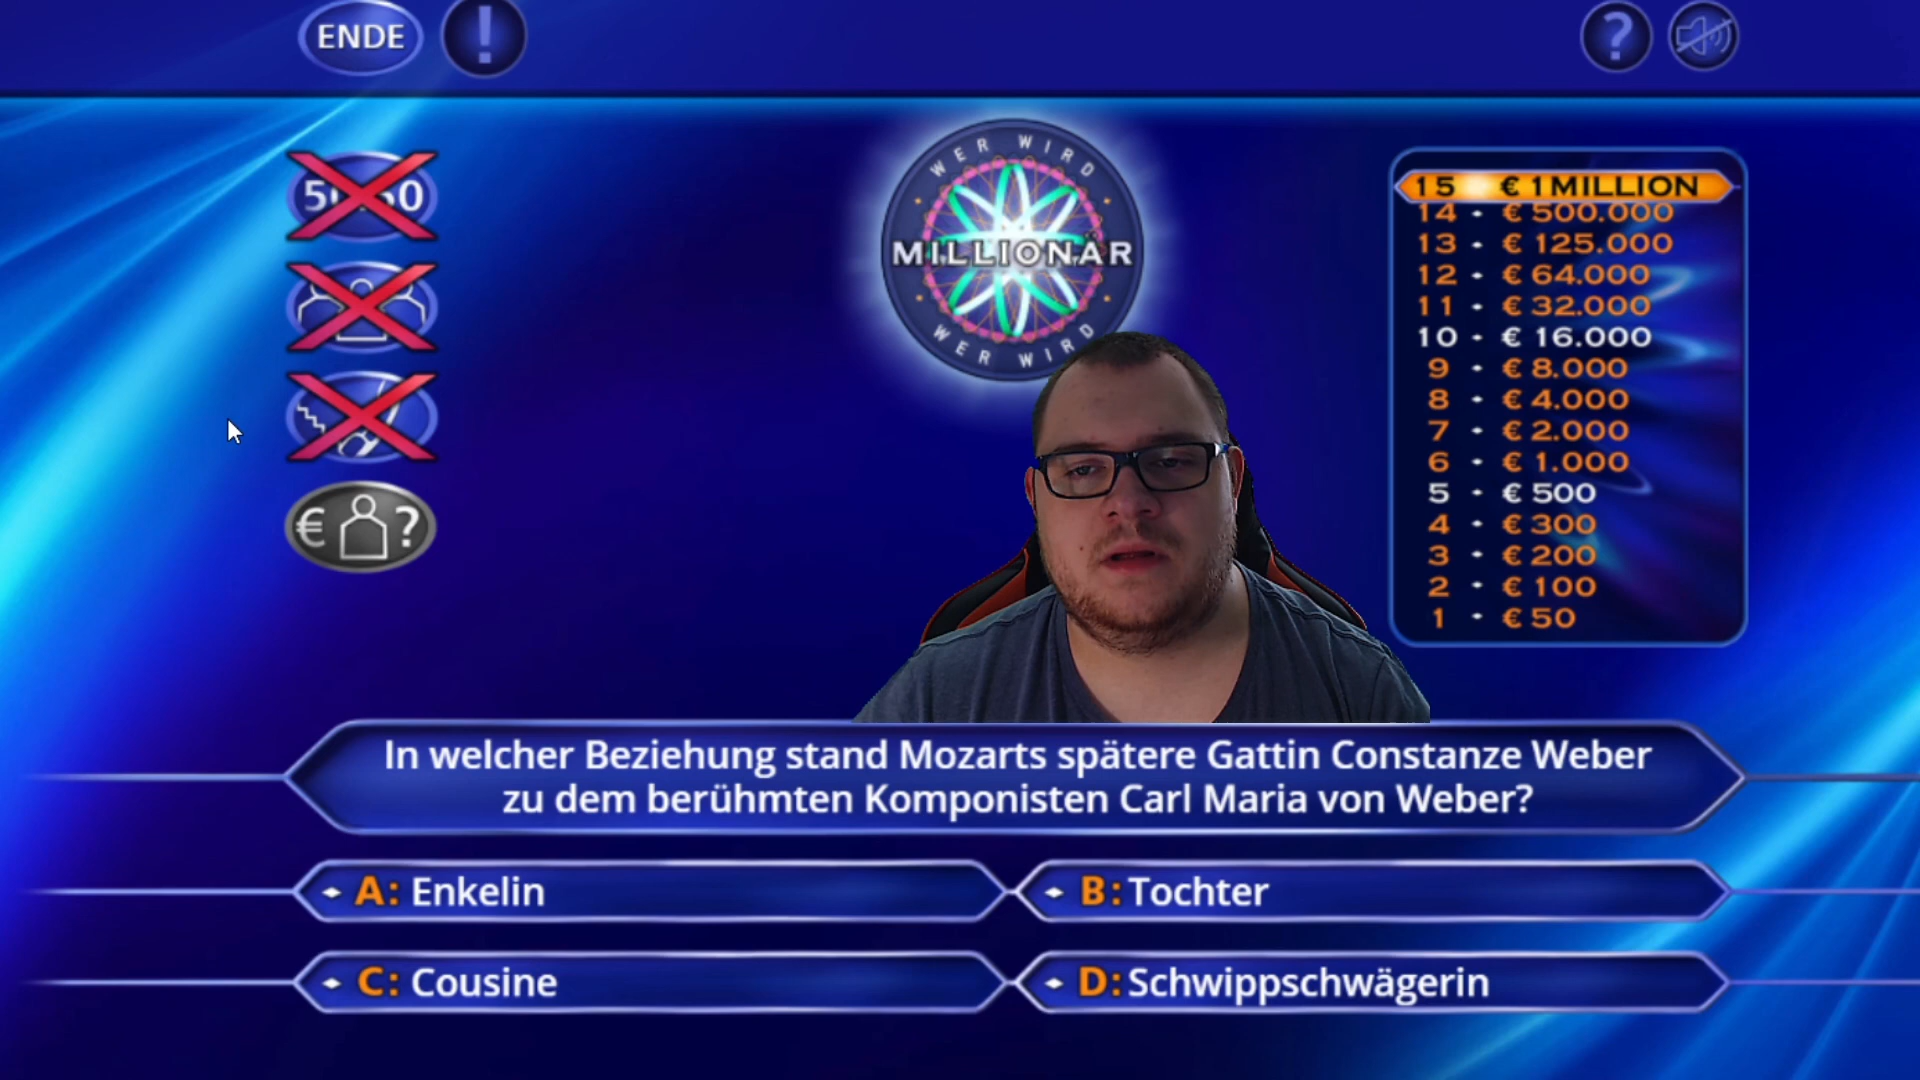 ENDE
!
?
WER WIRD
MILLIONÄR
WER WIRD
€ ?
15 € 1 MILLION
14 · € 500.000
13 · € 125.000
12 · € 64.000
11 · € 32.000
10 · € 16.000
9 · € 8.000
8 · € 4.000
7 · € 2.000
6 · € 1.000
5 · € 500
4 · € 300
3 · € 200
2 · € 100
1 · € 50
In welcher Beziehung stand Mozarts spätere Gattin Constanze Weber
zu dem berühmten Komponisten Carl Maria von Weber?
A: Enkelin
B: Tochter
C: Cousine
D: Schwippschwägerin